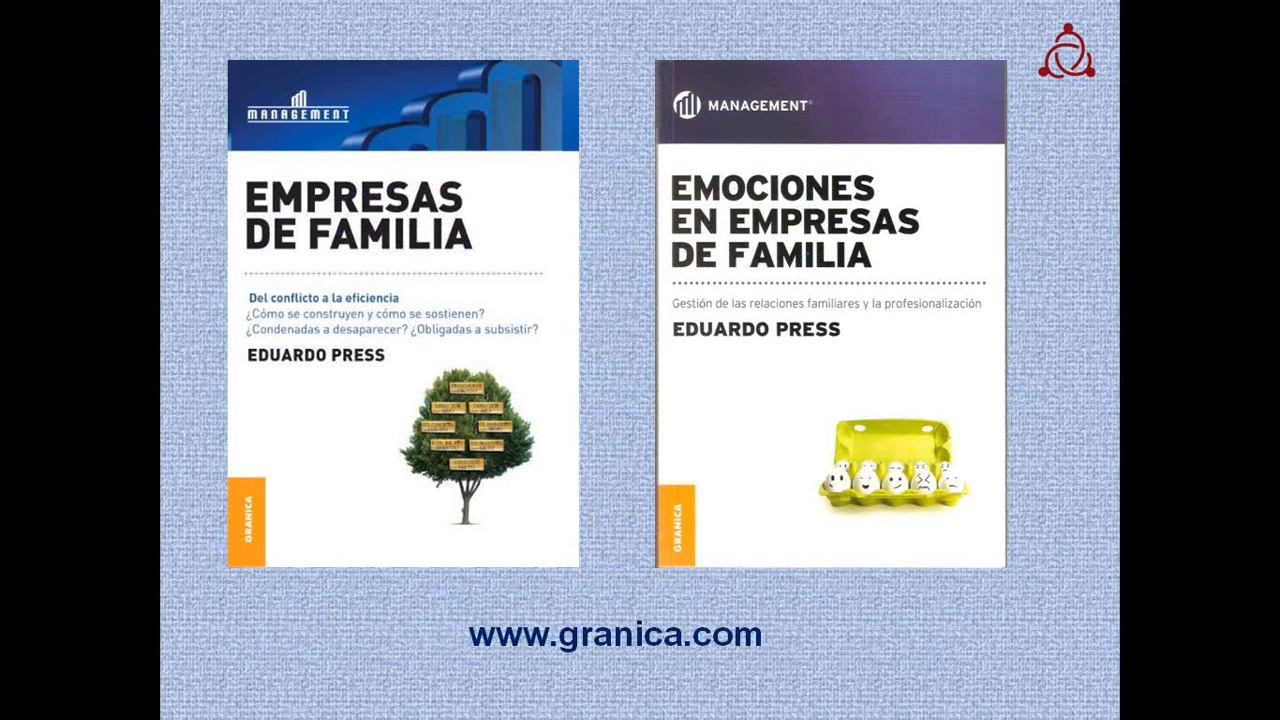 MANAGEMENT
EMPRESAS
DE FAMILIA
Del conflicto a la eficiencia
¿Cómo se construyen y cómo se sostienen?
¿Condenadas a desaparecer? ¿Obligadas a subsistir?
EDUARDO PRESS
GRANICA
MANAGEMENT
EMOCIONES
EN EMPRESAS
DE FAMILIA
Gestión de las relaciones familiares y la profesionalización
EDUARDO PRESS
GRANICA
www.granica.com